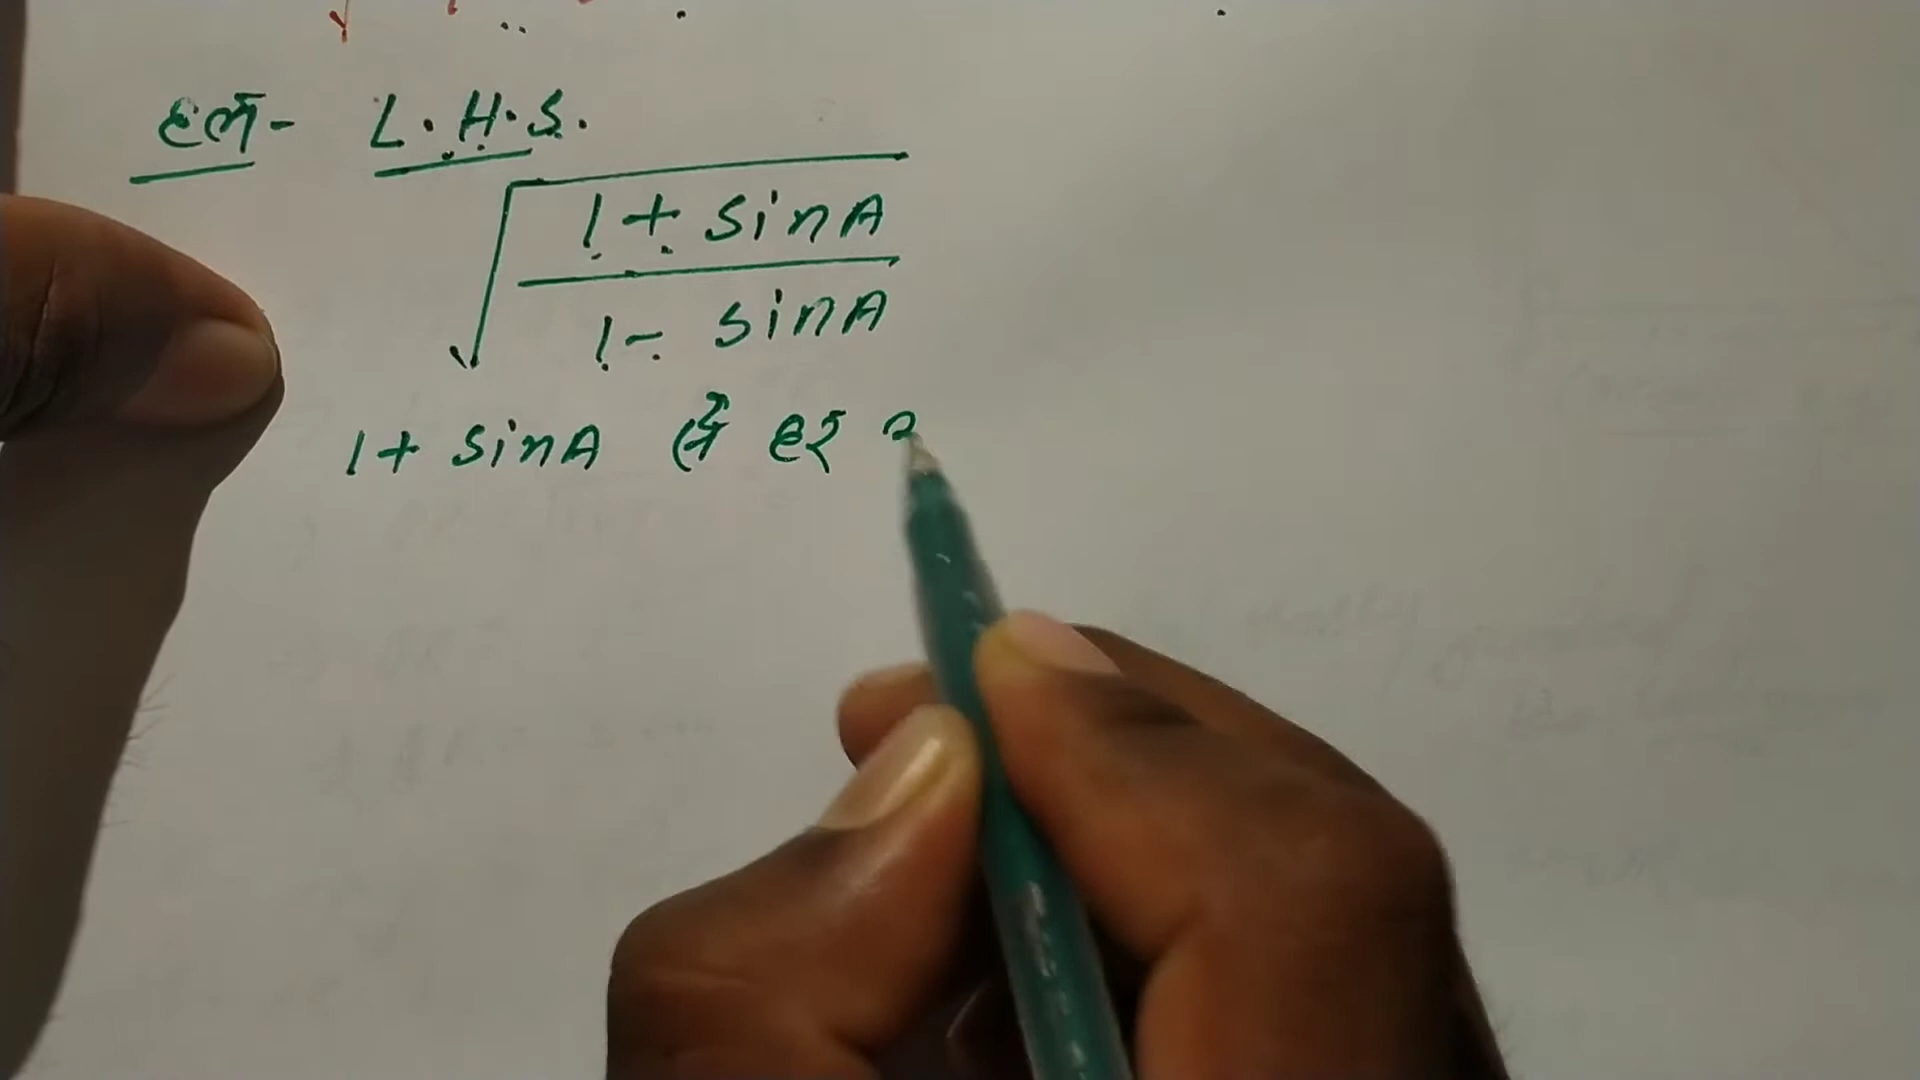 हल- L.H.S.
√(1 + sinA / 1 - sinA)
1 + sinA से हर